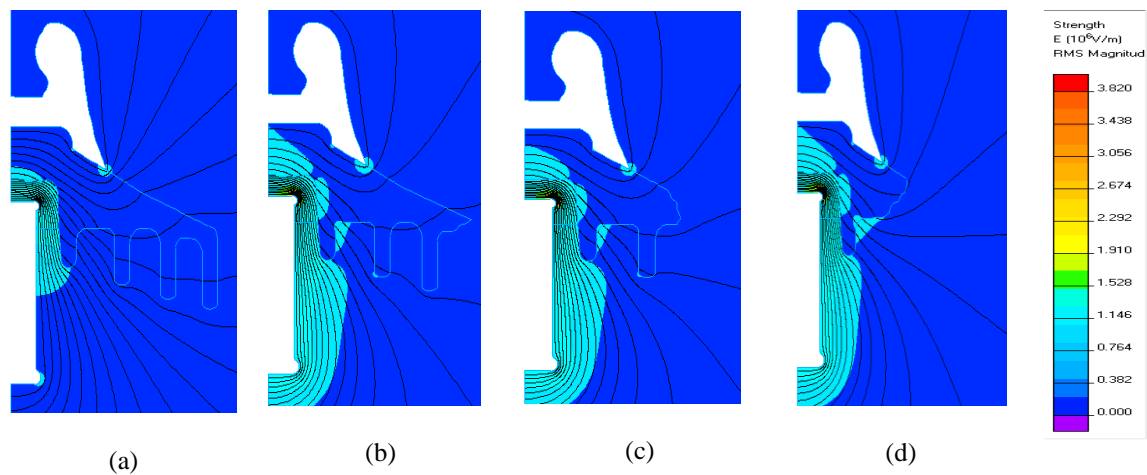 Strength
E (10⁶V/m)
RMS Magnitud
3.820
3.438
3.056
2.674
2.292
1.910
1.528
1.146
0.764
0.382
0.000
(a)
(b)
(c)
(d)